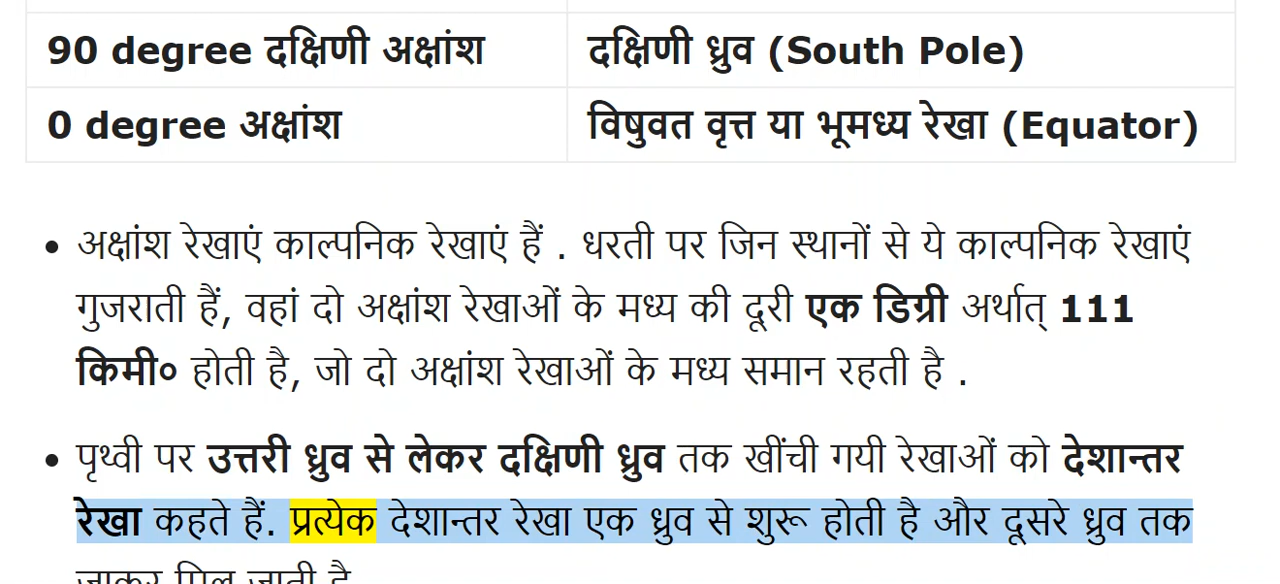 90 degree दक्षिणी अक्षांश
दक्षिणी ध्रुव (South Pole)
0 degree अक्षांश
विषुवत वृत्त या भूमध्य रेखा (Equator)
• अक्षांश रेखाएं काल्पनिक रेखाएं हैं . धरती पर जिन स्थानों से ये काल्पनिक रेखाएं
गुजराती हैं, वहां दो अक्षांश रेखाओं के मध्य की दूरी एक डिग्री अर्थात् 111
किमी० होती है, जो दो अक्षांश रेखाओं के मध्य समान रहती है .
• पृथ्वी पर उत्तरी ध्रुव से लेकर दक्षिणी ध्रुव तक खींची गयी रेखाओं को देशान्तर
रेखा कहते हैं. प्रत्येक देशान्तर रेखा एक ध्रुव से शुरू होती है और दूसरे ध्रुव तक
जाकर मिल जाती है